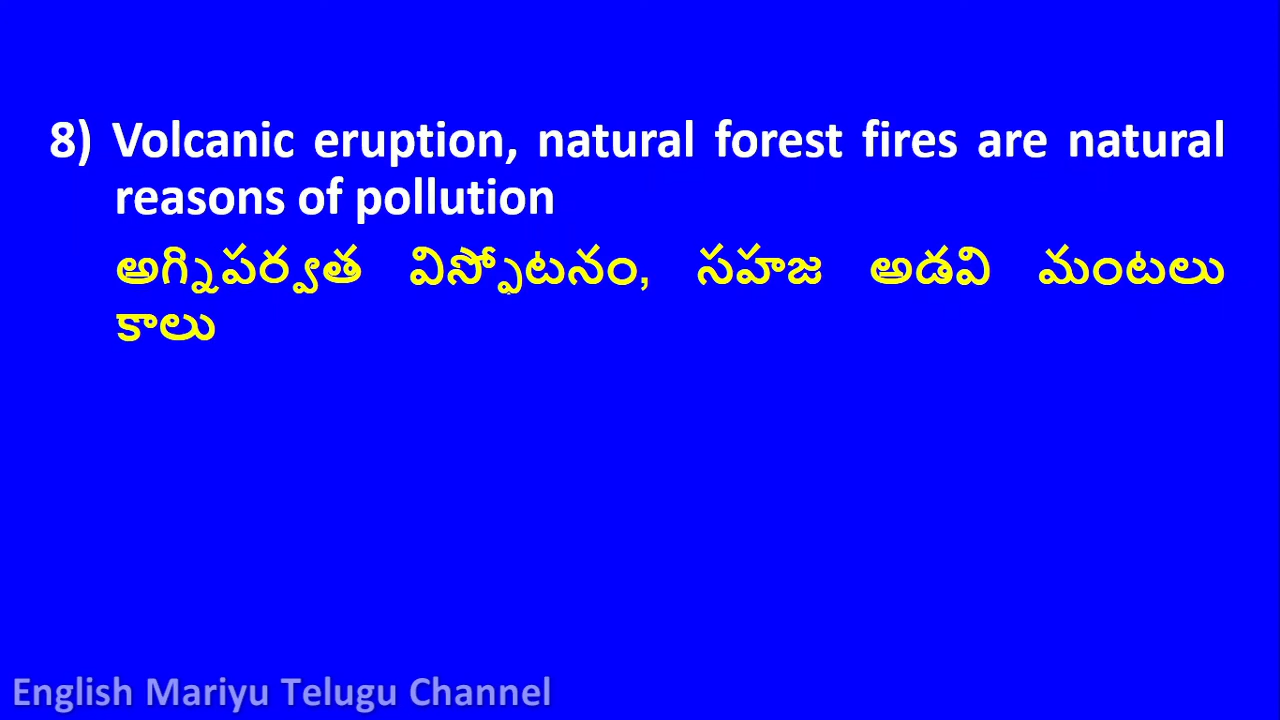 8) Volcanic eruption, natural forest fires are natural
reasons of pollution
అగ్నిపర్వత విస్ఫోటనం, సహజ అడవి మంటలు
కాలు
English Mariyu Telugu Channel